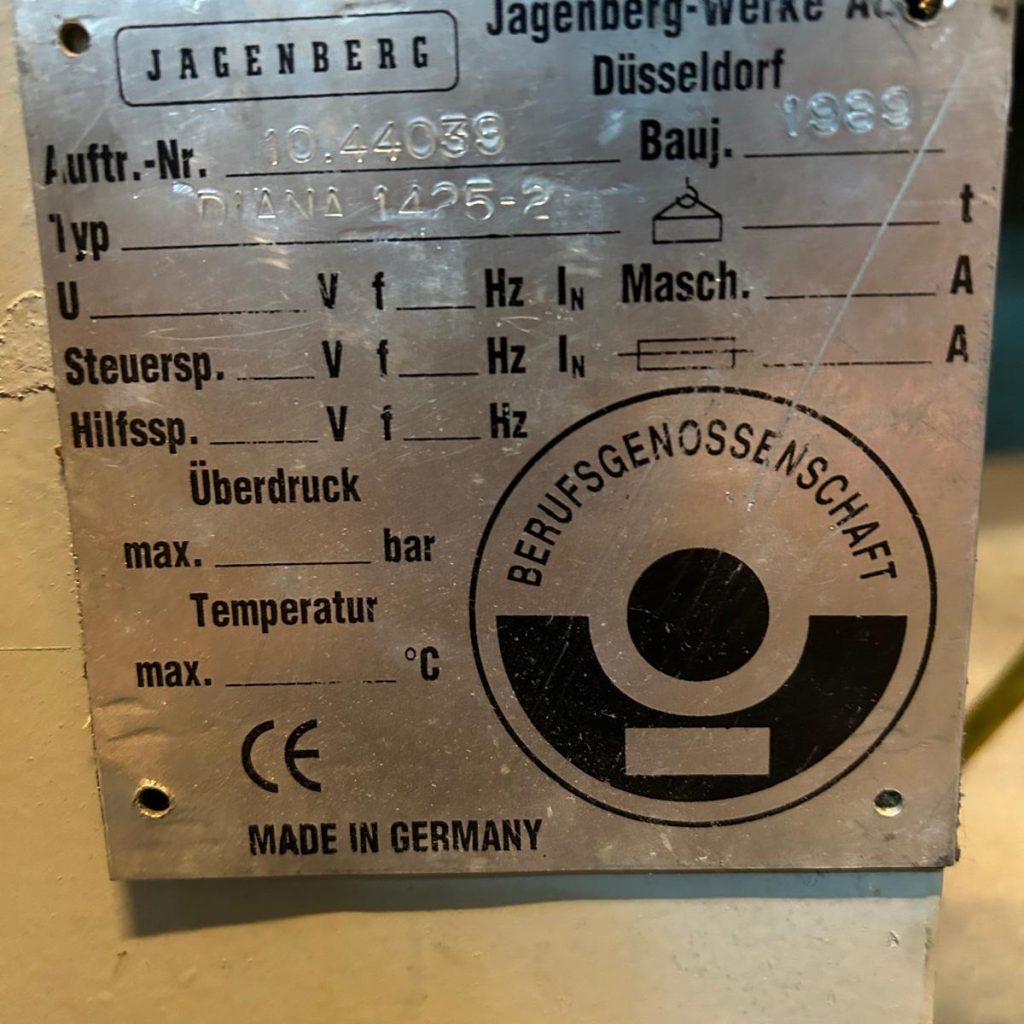 JAGENBERG
Jagenberg-Werke AG
Düsseldorf
Auftr.-Nr. 10.44039
Bauj. 1989
Typ DIANA 1425-2
t
U V f Hz IN Masch. A
Steuersp. V f Hz IN A
Hilfssp. V f Hz
Überdruck
max. bar
Temperatur
max. °C
BERUFSGENOSSENSCHAFT
CE
MADE IN GERMANY